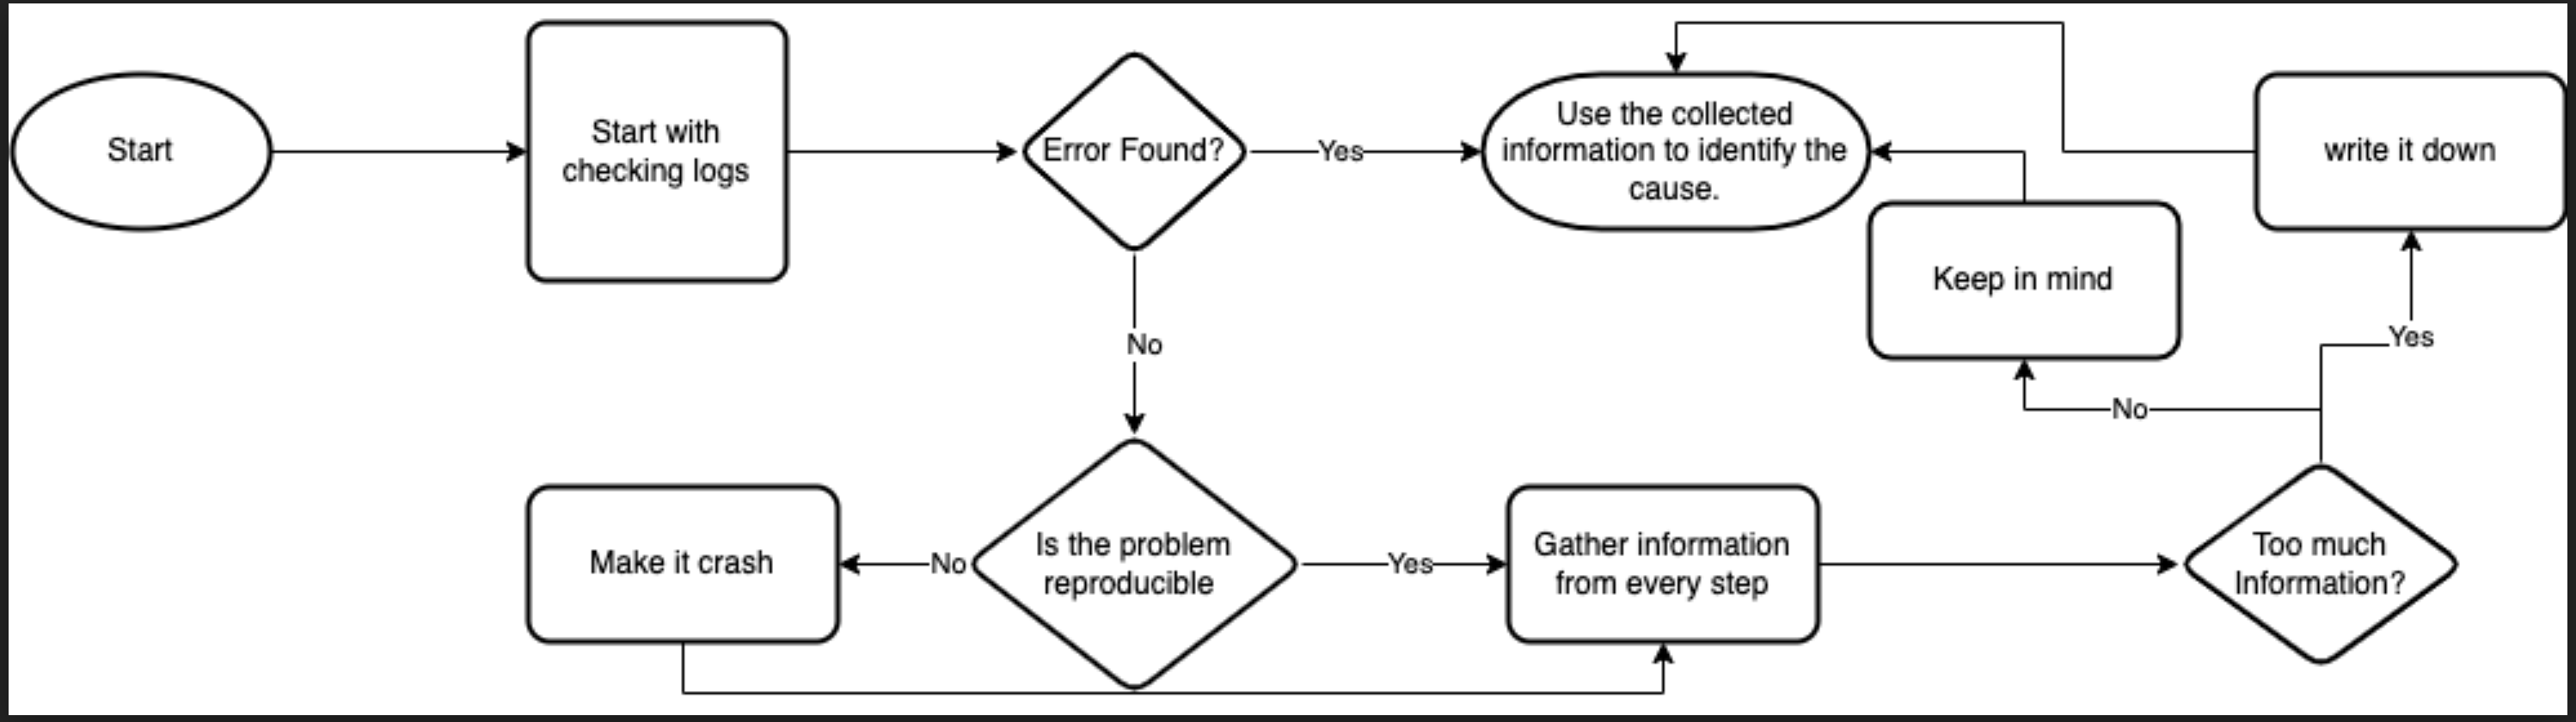 Start
Start with
checking logs
Error Found?
Yes
Use the collected
information to identify the
cause.
write it down
Keep in mind
Yes
No
No
Make it crash
No
Is the problem
reproducible
Yes
Gather information
from every step
Too much
Information?